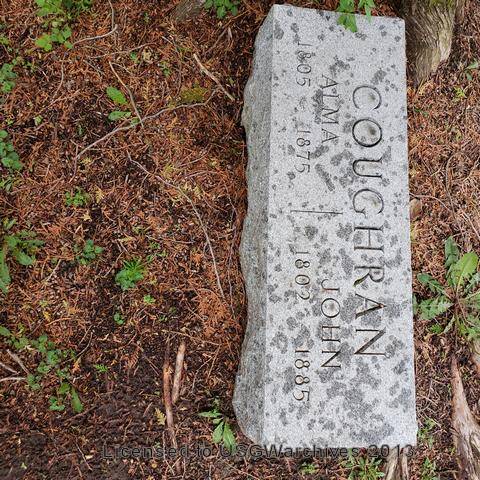 COUGHRAN
ALMA JOHN
1805 1875 1802 1885
Licensed to USGWarchives 2013